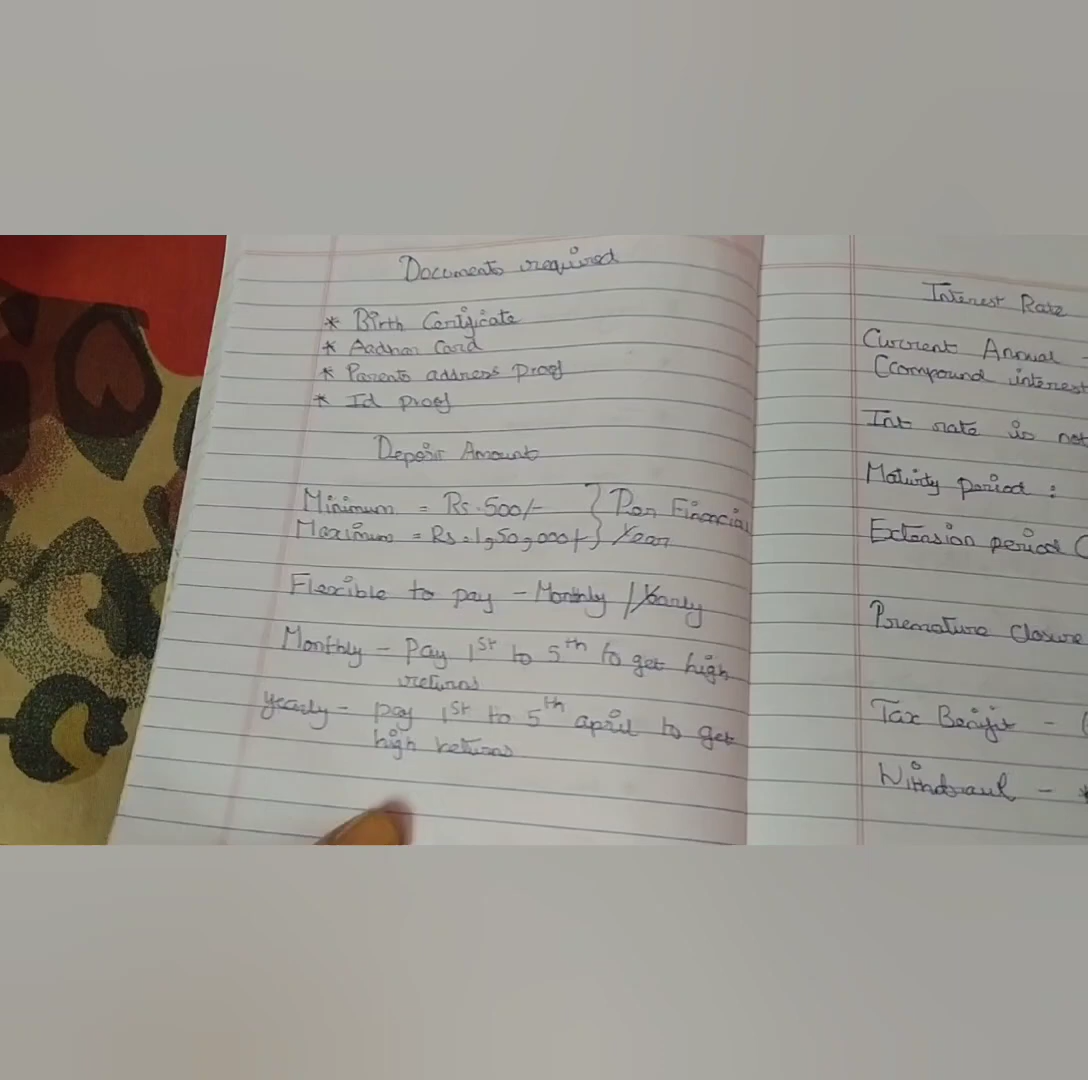 Documents required
* Birth Certificate
* Aadhar Card
* Parents address proof
* Id proof
Deposit Amount
Minimum = Rs.500/- } Per Financial
Maximum = Rs.1,50,000/- } Year
Flexible to pay - Monthly / Yearly
Monthly - Pay 1st to 5th to get high
returns
yearly - pay 1st to 5th april to get
high returns
Interest Rate
Current Annual -
(compound interest
Int rate is not
Maturity period :
Extension period (
Premature closure
Tax Benifit - (
Withdraul - *